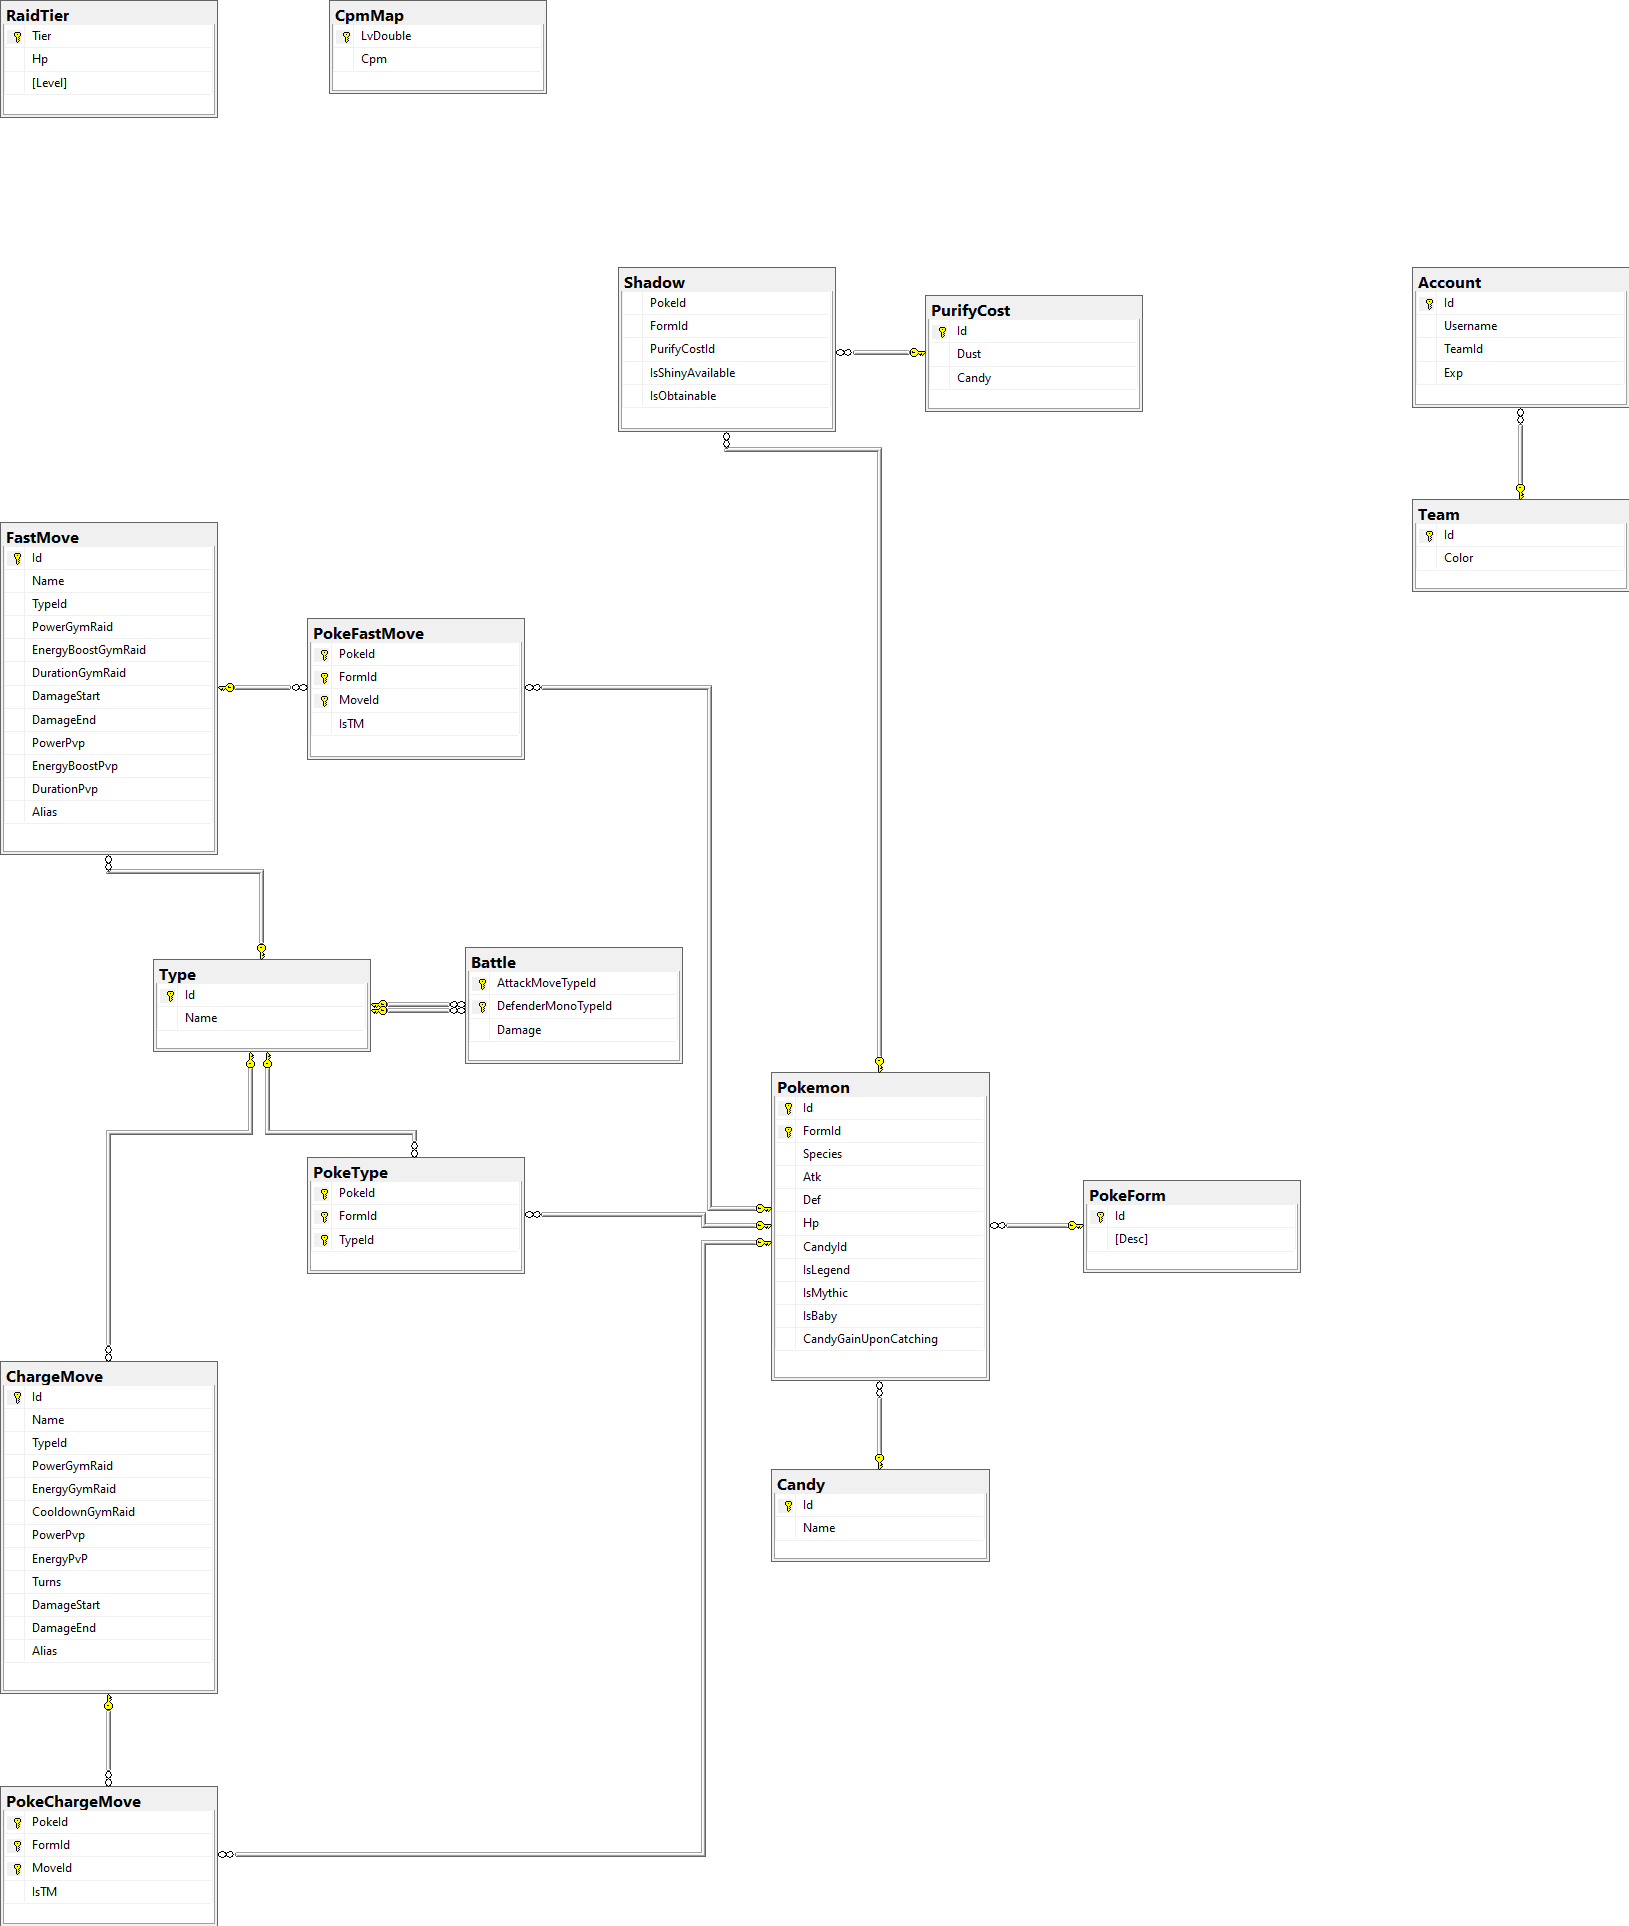 RaidTier
Tier
Hp
[Level]
CpmMap
LvDouble
Cpm
Shadow
PokeId
FormId
PurifyCostId
IsShinyAvailable
IsObtainable
PurifyCost
Id
Dust
Candy
Account
Id
Username
TeamId
Exp
Team
Id
Color
FastMove
Id
Name
TypeId
PowerGymRaid
EnergyBoostGymRaid
DurationGymRaid
DamageStart
DamageEnd
PowerPvp
EnergyBoostPvp
DurationPvp
Alias
PokeFastMove
PokeId
FormId
MoveId
IsTM
Type
Id
Name
Battle
AttackMoveTypeId
DefenderMonoTypeId
Damage
PokeType
PokeId
FormId
TypeId
Pokemon
Id
FormId
Species
Atk
Def
Hp
CandyId
IsLegend
IsMythic
IsBaby
CandyGainUponCatching
PokeForm
Id
[Desc]
ChargeMove
Id
Name
TypeId
PowerGymRaid
EnergyGymRaid
CooldownGymRaid
PowerPvp
EnergyPvP
Turns
DamageStart
DamageEnd
Alias
Candy
Id
Name
PokeChargeMove
PokeId
FormId
MoveId
IsTM